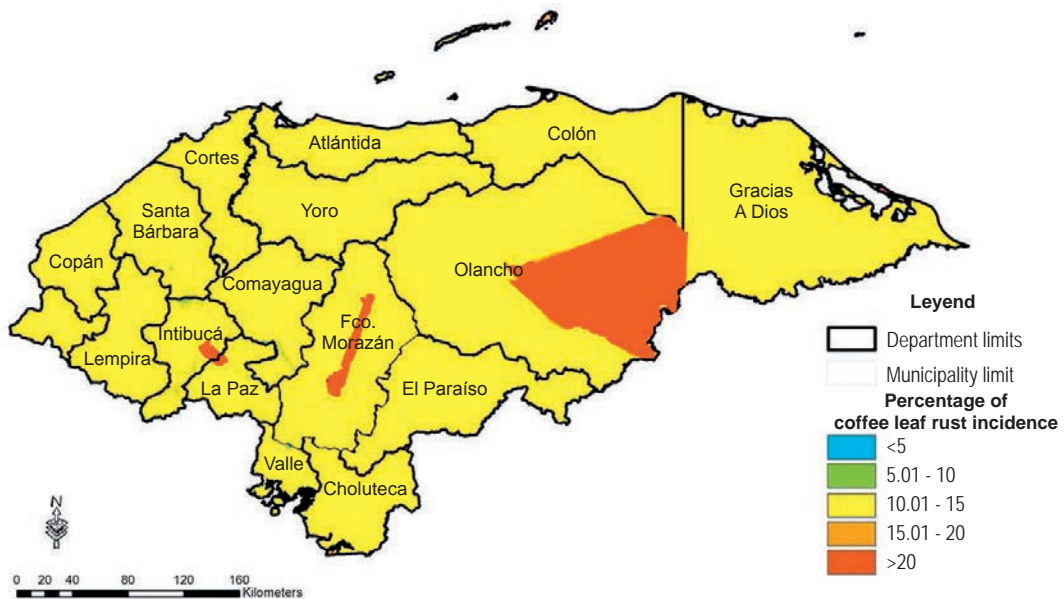 Atlántida
Colón
Cortes
Gracias
A Dios
Santa
Bárbara
Yoro
Copán
Olancho
Comayagua
Fco.
Morazán
Intibucá
Lempira
La Paz
El Paraíso
Valle
Choluteca
N
0 20 40 80 120 160
Kilometers
Leyend
Department limits
Municipality limit
Percentage of
coffee leaf rust incidence
<5
5.01 - 10
10.01 - 15
15.01 - 20
>20